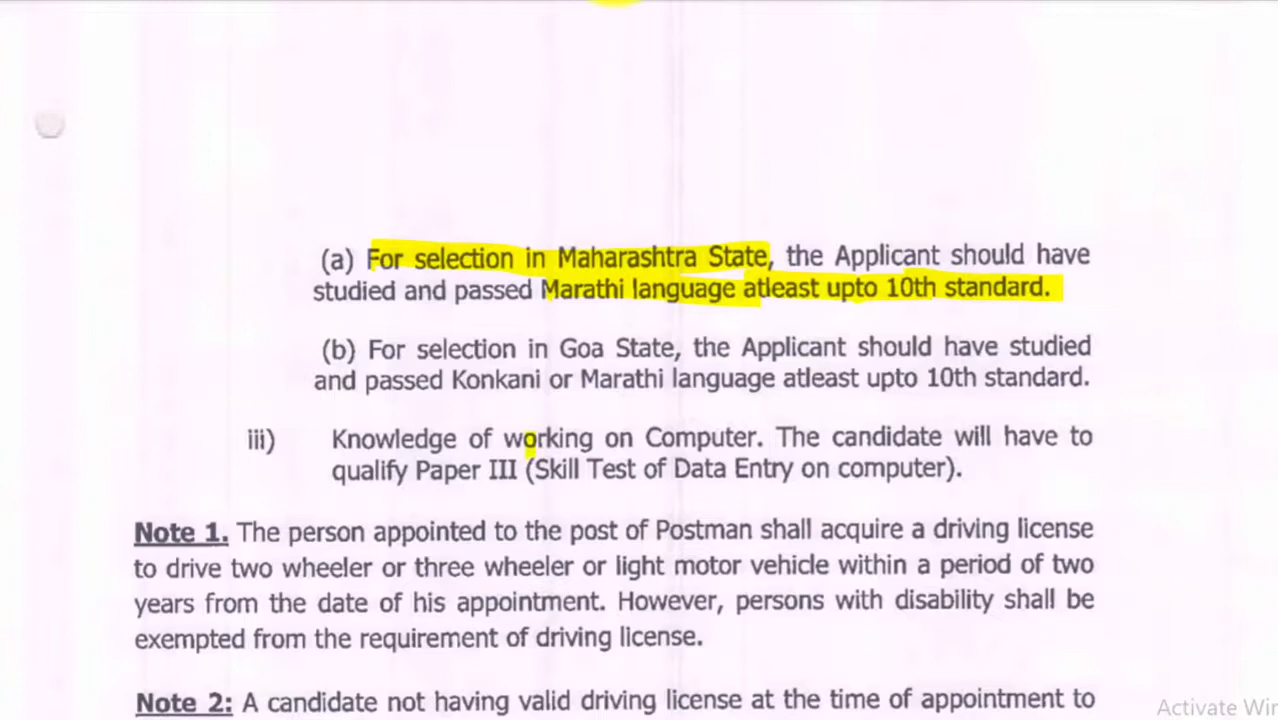 (a) For selection in Maharashtra State, the Applicant should have
studied and passed Marathi language atleast upto 10th standard.
(b) For selection in Goa State, the Applicant should have studied
and passed Konkani or Marathi language atleast upto 10th standard.
iii) Knowledge of working on Computer. The candidate will have to
qualify Paper III (Skill Test of Data Entry on computer).
Note 1. The person appointed to the post of Postman shall acquire a driving license
to drive two wheeler or three wheeler or light motor vehicle within a period of two
years from the date of his appointment. However, persons with disability shall be
exempted from the requirement of driving license.
Note 2: A candidate not having valid driving license at the time of appointment to
Activate Wi